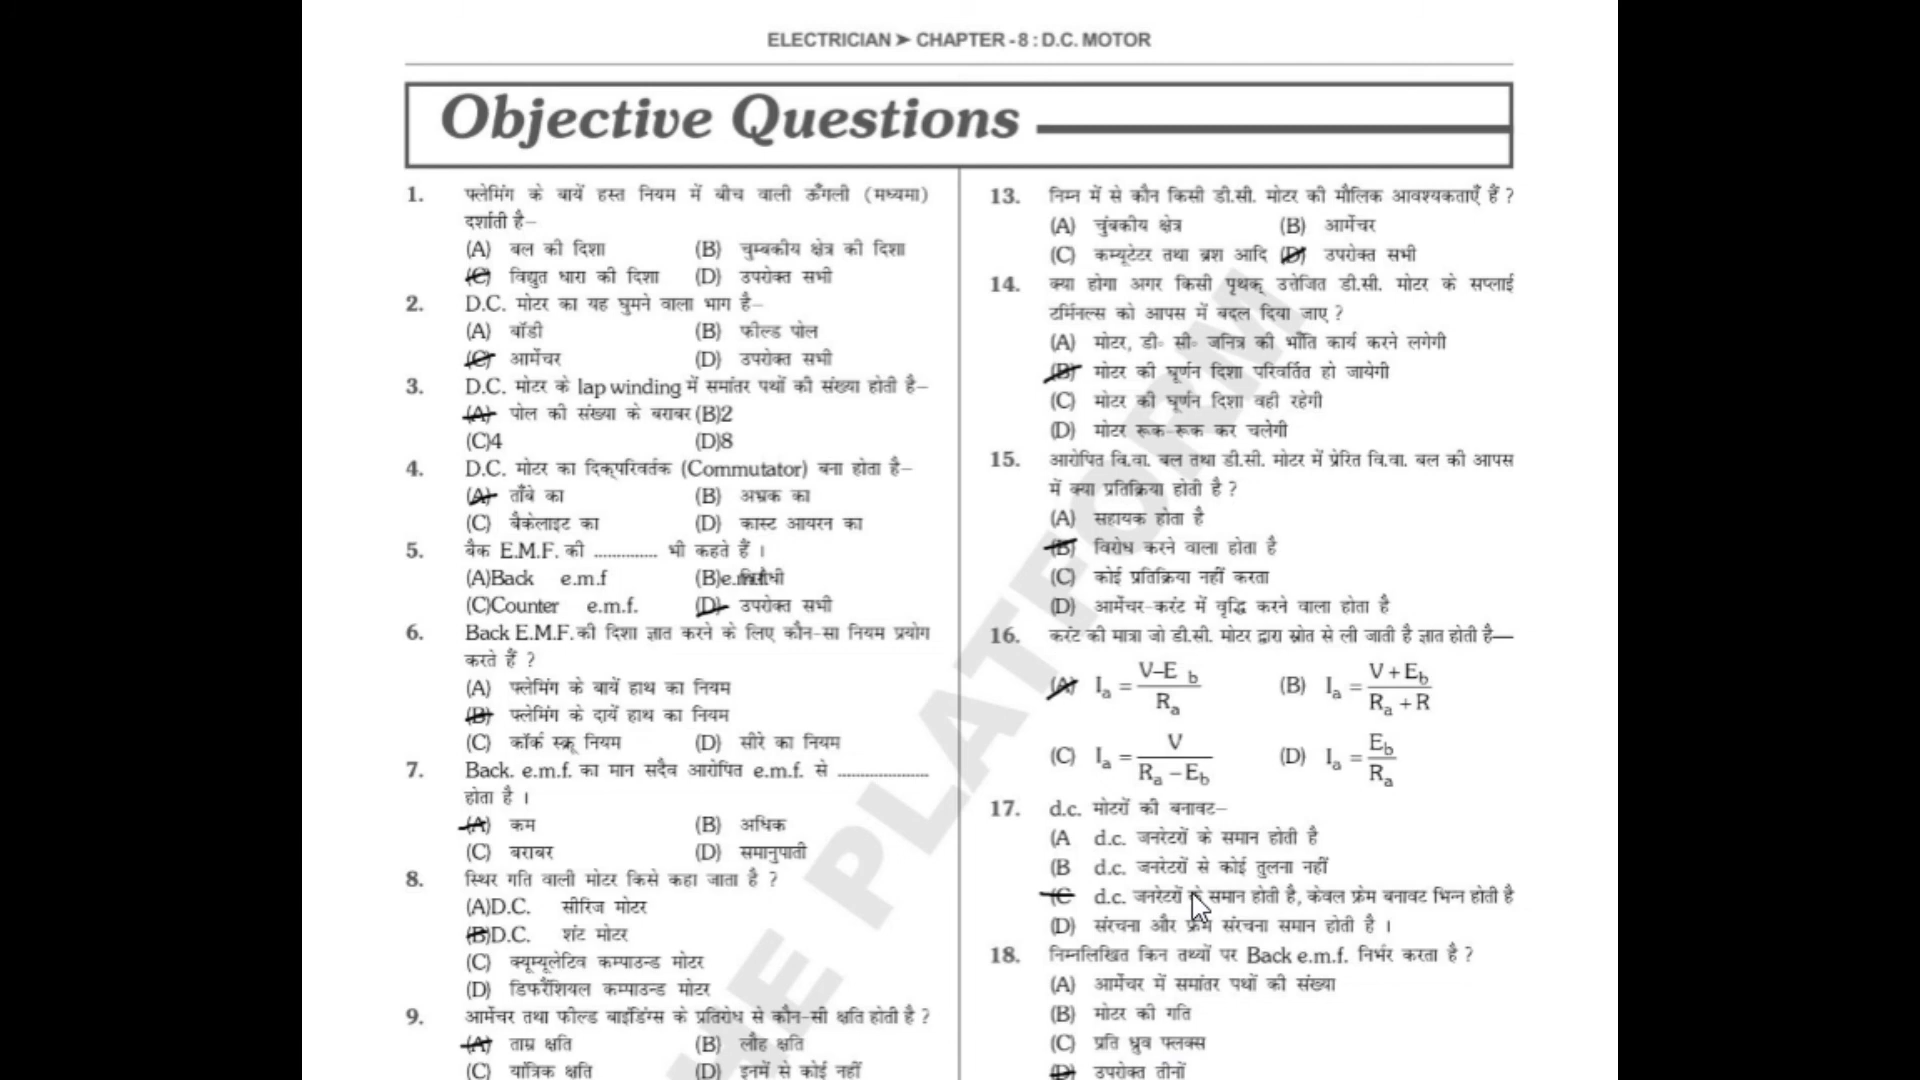 ELECTRICIAN ➤ CHAPTER - 8 : D.C. MOTOR
Objective Questions
1. फ्लेमिंग के बायें हस्त नियम में बीच वाली ऊँगली (मध्यमा)
दर्शाती है–
(A) बल की दिशा (B) चुम्बकीय क्षेत्र की दिशा
(C) विद्युत धारा की दिशा (D) उपरोक्त सभी
2. D.C. मोटर का यह घुमने वाला भाग है–
(A) बॉडी (B) फील्ड पोल
(C) आर्मेचर (D) उपरोक्त सभी
3. D.C. मोटर के lap winding में समांतर पथों की संख्या होती है–
(A) पोल की संख्या के बराबर (B)2
(C)4 (D)8
4. D.C. मोटर का दिक्परिवर्तक (Commutator) बना होता है–
(A) ताँबे का (B) अभ्रक का
(C) बैकेलाइट का (D) कास्ट आयरन का
5. बैक E.M.F. की .............. भी कहते हैं ।
(A)Back e.m.f (B)e.m.f विरोधी
(C)Counter e.m.f. (D) उपरोक्त सभी
6. Back E.M.F. की दिशा ज्ञात करने के लिए कौन-सा नियम प्रयोग
करते हैं ?
(A) फ्लेमिंग के बायें हाथ का नियम
(B) फ्लेमिंग के दायें हाथ का नियम
(C) कॉर्क स्क्रू नियम (D) सीरे का नियम
7. Back. e.m.f. का मान सदैव आरोपित e.m.f. से ....................
होता है ।
(A) कम (B) अधिक
(C) बराबर (D) समानुपाती
8. स्थिर गति वाली मोटर किसे कहा जाता है ?
(A)D.C. सीरिज मोटर
(B)D.C. शंट मोटर
(C) क्यूम्यूलेटिव कम्पाउन्ड मोटर
(D) डिफरैंशियल कम्पाउन्ड मोटर
9. आर्मेचर तथा फील्ड वाइंडिंग्स के प्रतिरोध से कौन-सी क्षति होती है ?
(A) ताम्र क्षति (B) लौह क्षति
(C) यांत्रिक क्षति (D) इनमें से कोई नहीं
13. निम्न में से कौन किसी डी.सी. मोटर की मौलिक आवश्यकताएँ हैं ?
(A) चुंबकीय क्षेत्र (B) आर्मेचर
(C) कम्यूटेटर तथा ब्रश आदि (D) उपरोक्त सभी
14. क्या होगा अगर किसी पृथक् उत्तेजित डी.सी. मोटर के सप्लाई
टर्मिनल्स को आपस में बदल दिया जाए ?
(A) मोटर, डी॰ सी॰ जनित्र की भाँति कार्य करने लगेगी
(B) मोटर की घूर्णन दिशा परिवर्तित हो जायेगी
(C) मोटर की घूर्णन दिशा वही रहेगी
(D) मोटर रूक-रूक कर चलेगी
15. आरोपित वि.वा. बल तथा डी.सी. मोटर में प्रेरित वि.वा. बल की आपस
में क्या प्रतिक्रिया होती है ?
(A) सहायक होता है
(B) विरोध करने वाला होता है
(C) कोई प्रतिक्रिया नहीं करता
(D) आर्मेचर-करंट में वृद्धि करने वाला होता है
16. करंट की मात्रा जो डी.सी. मोटर द्वारा स्रोत से ली जाती है ज्ञात होती है—
(A) Ia = V–E b / Ra (B) Ia = V + Eb / Ra + R
(C) Ia = V / Ra – Eb (D) Ia = Eb / Ra
17. d.c. मोटरों की बनावट–
(A d.c. जनरेटरों के समान होती है
(B d.c. जनरेटरों से कोई तुलना नहीं
(C d.c. जनरेटरों के समान होती है, केवल फ्रेम बनावट भिन्न होती है
(D) संरचना और फ्रेम संरचना समान होती है ।
18. निम्नलिखित किन तथ्यों पर Back e.m.f. निर्भर करता है ?
(A) आर्मेचर में समांतर पथों की संख्या
(B) मोटर की गति
(C) प्रति ध्रुव फ्लक्स
(D) उपरोक्त तीनों
HE PLATFORM